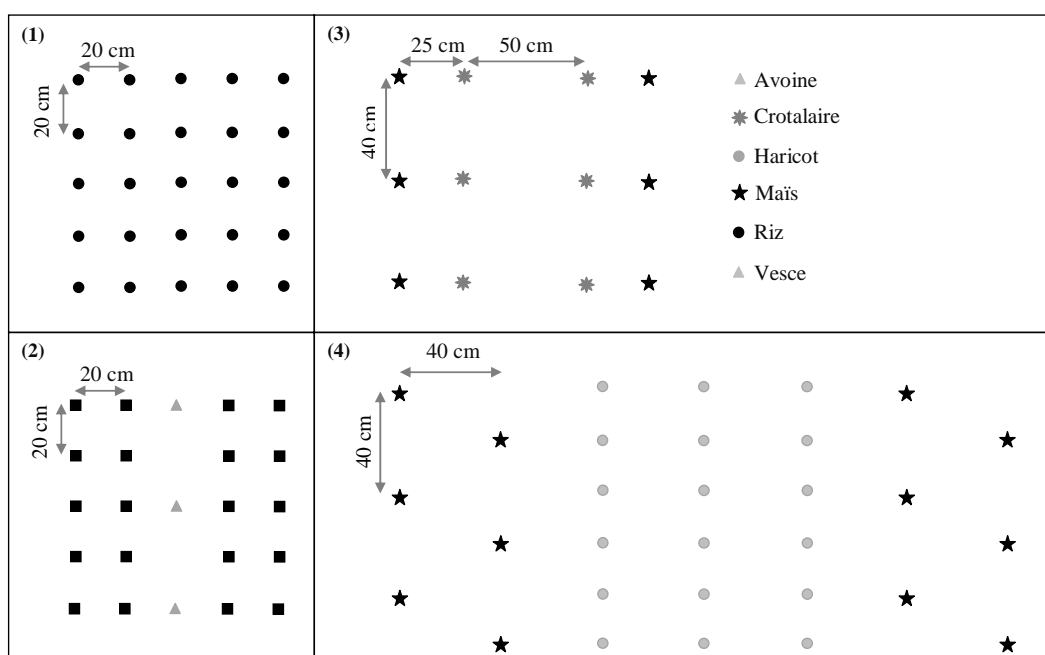 (1)
20 cm
20 cm
(3)
25 cm
50 cm
40 cm
Avoine
Crotalaire
Haricot
Maïs
Riz
Vesce
(2)
20 cm
20 cm
(4)
40 cm
40 cm